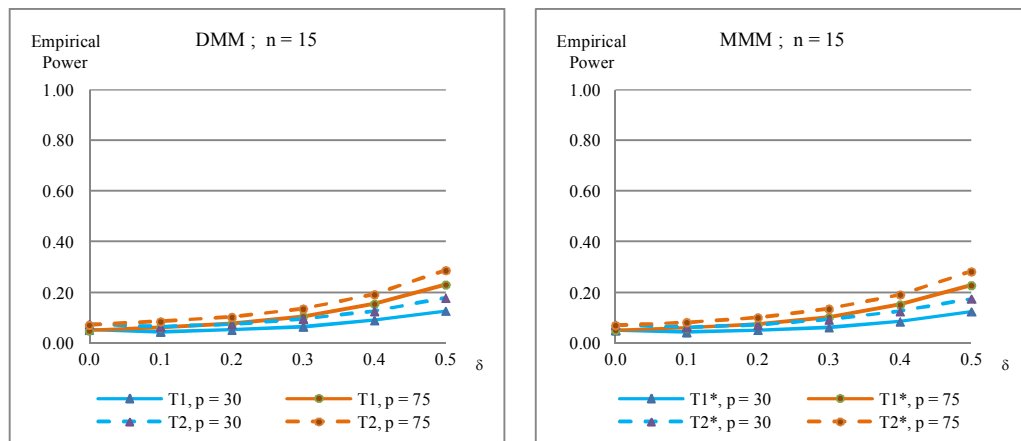 Empirical
Power
DMM ; n = 15
1.00
0.80
0.60
0.40
0.20
0.00
0.0 0.1 0.2 0.3 0.4 0.5 δ
T1, p = 30 T1, p = 75
T2, p = 30 T2, p = 75
Empirical
Power
MMM ; n = 15
1.00
0.80
0.60
0.40
0.20
0.00
0.0 0.1 0.2 0.3 0.4 0.5 δ
T1*, p = 30 T1*, p = 75
T2*, p = 30 T2*, p = 75